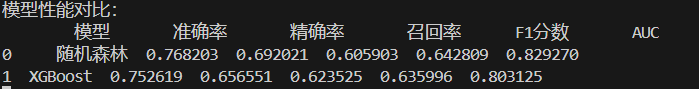 模型性能对比：
模型 准确率 精确率 召回率 F1分数 AUC
0 随机森林 0.768203 0.692021 0.605903 0.642809 0.829270
1 XGBoost 0.752619 0.656551 0.623525 0.635996 0.803125